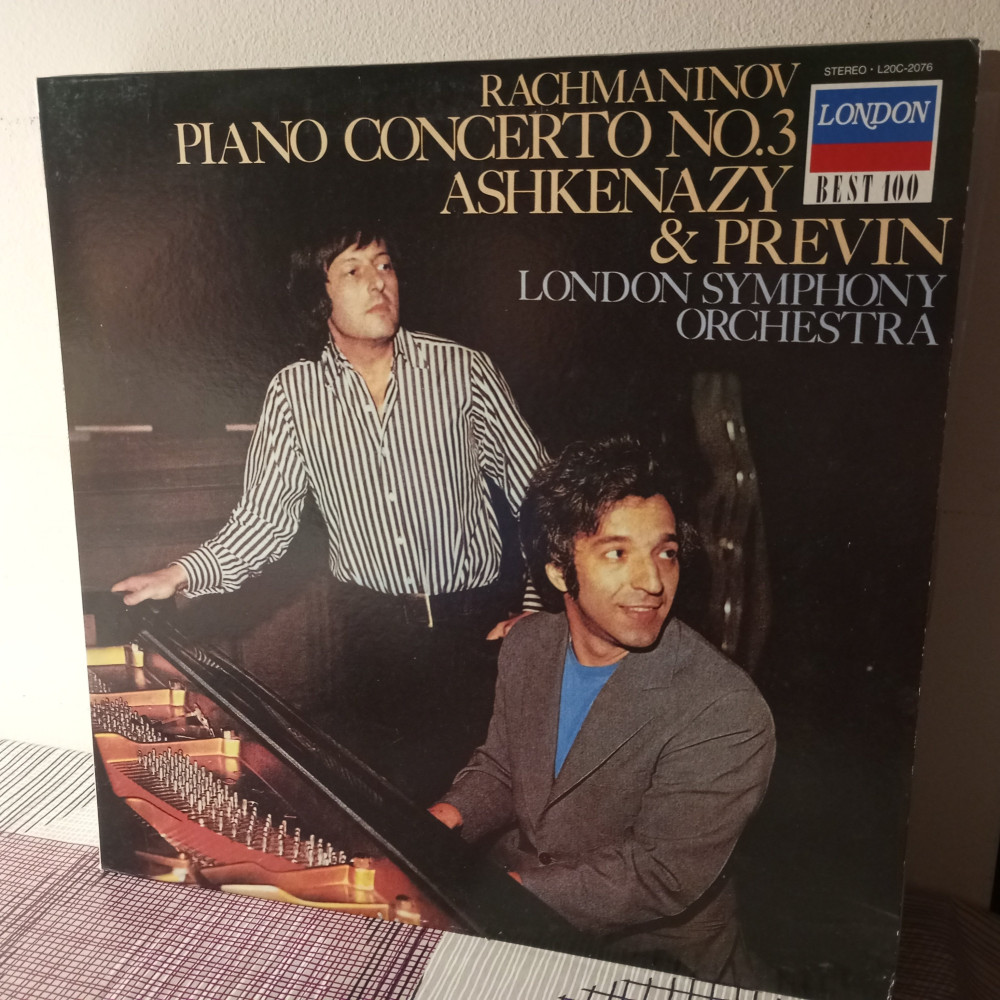 RACHMANINOV
PIANO CONCERTO NO.3
ASHKENAZY
& PREVIN
LONDON SYMPHONY
ORCHESTRA
STEREO · L20C-2076
LONDON
BEST 100